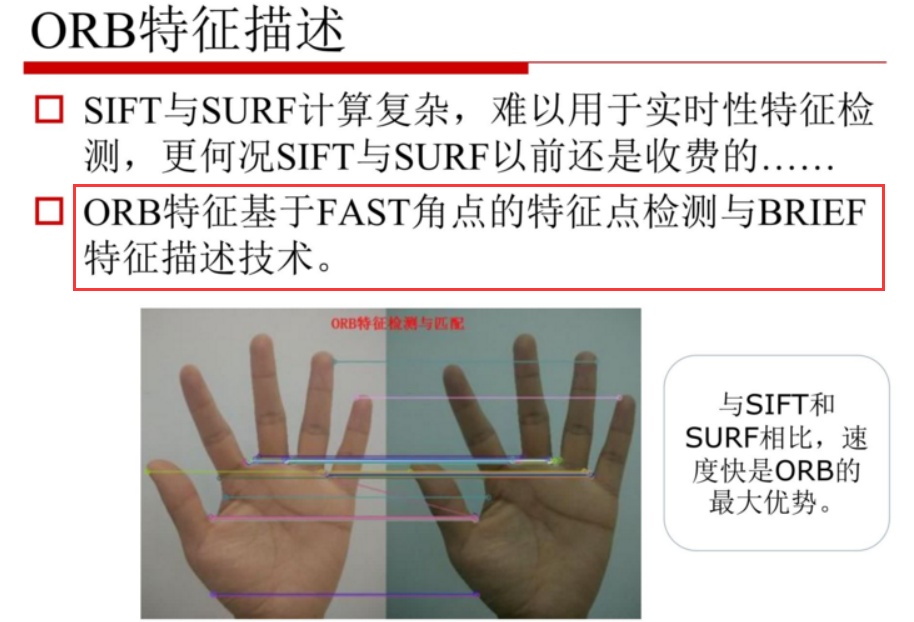 ORB特征描述
SIFT与SURF计算复杂，难以用于实时性特征检
测，更何况SIFT与SURF以前还是收费的……
ORB特征基于FAST角点的特征点检测与BRIEF
特征描述技术。
ORB特征检测与匹配
与SIFT和
SURF相比，速
度快是ORB的
最大优势。